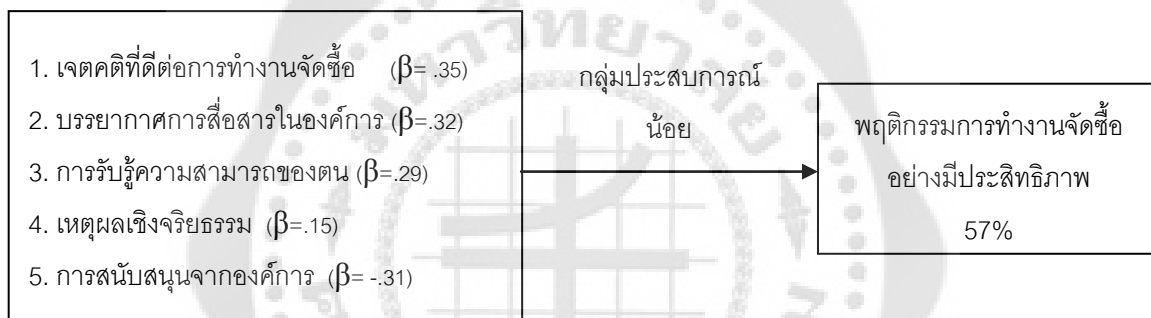 1. เจตคติที่ดีต่อการทำงานจัดซื้อ (β= .35)
2. บรรยากาศการสื่อสารในองค์การ (β=.32)
3. การรับรู้ความสามารถของตน (β=.29)
4. เหตุผลเชิงจริยธรรม (β=.15)
5. การสนับสนุนจากองค์การ (β= -.31)
กลุ่มประสบการณ์
น้อย
พฤติกรรมการทำงานจัดซื้อ
อย่างมีประสิทธิภาพ
57%